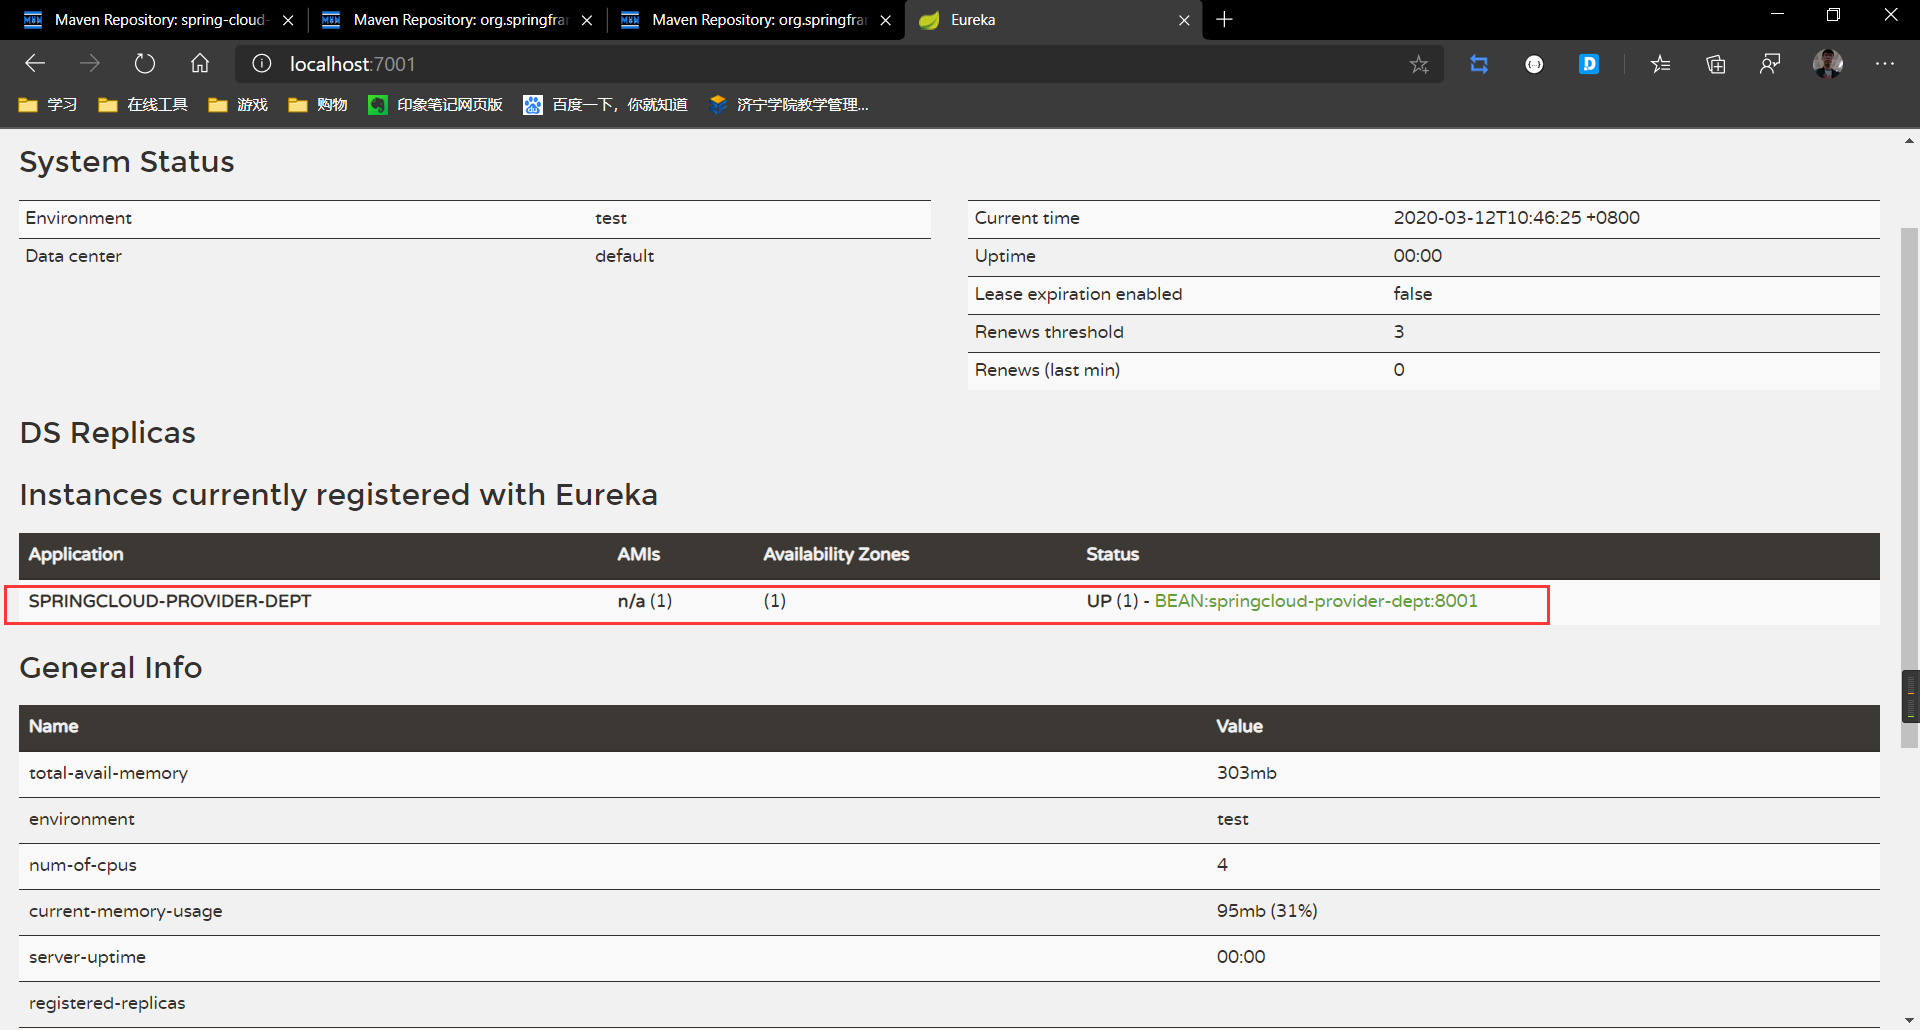 Maven Repository: spring-cloud-
Maven Repository: org.springfra
Maven Repository: org.springfra
Eureka
localhost:7001
学习
在线工具
游戏
购物
印象笔记网页版
百度一下，你就知道
济宁学院教学管理...
System Status
Environment test
Data center default
Current time 2020-03-12T10:46:25 +0800
Uptime 00:00
Lease expiration enabled false
Renews threshold 3
Renews (last min) 0
DS Replicas
Instances currently registered with Eureka
Application AMIs Availability Zones Status
SPRINGCLOUD-PROVIDER-DEPT n/a (1) (1) UP (1) - BEAN:springcloud-provider-dept:8001
General Info
Name Value
total-avail-memory 303mb
environment test
num-of-cpus 4
current-memory-usage 95mb (31%)
server-uptime 00:00
registered-replicas